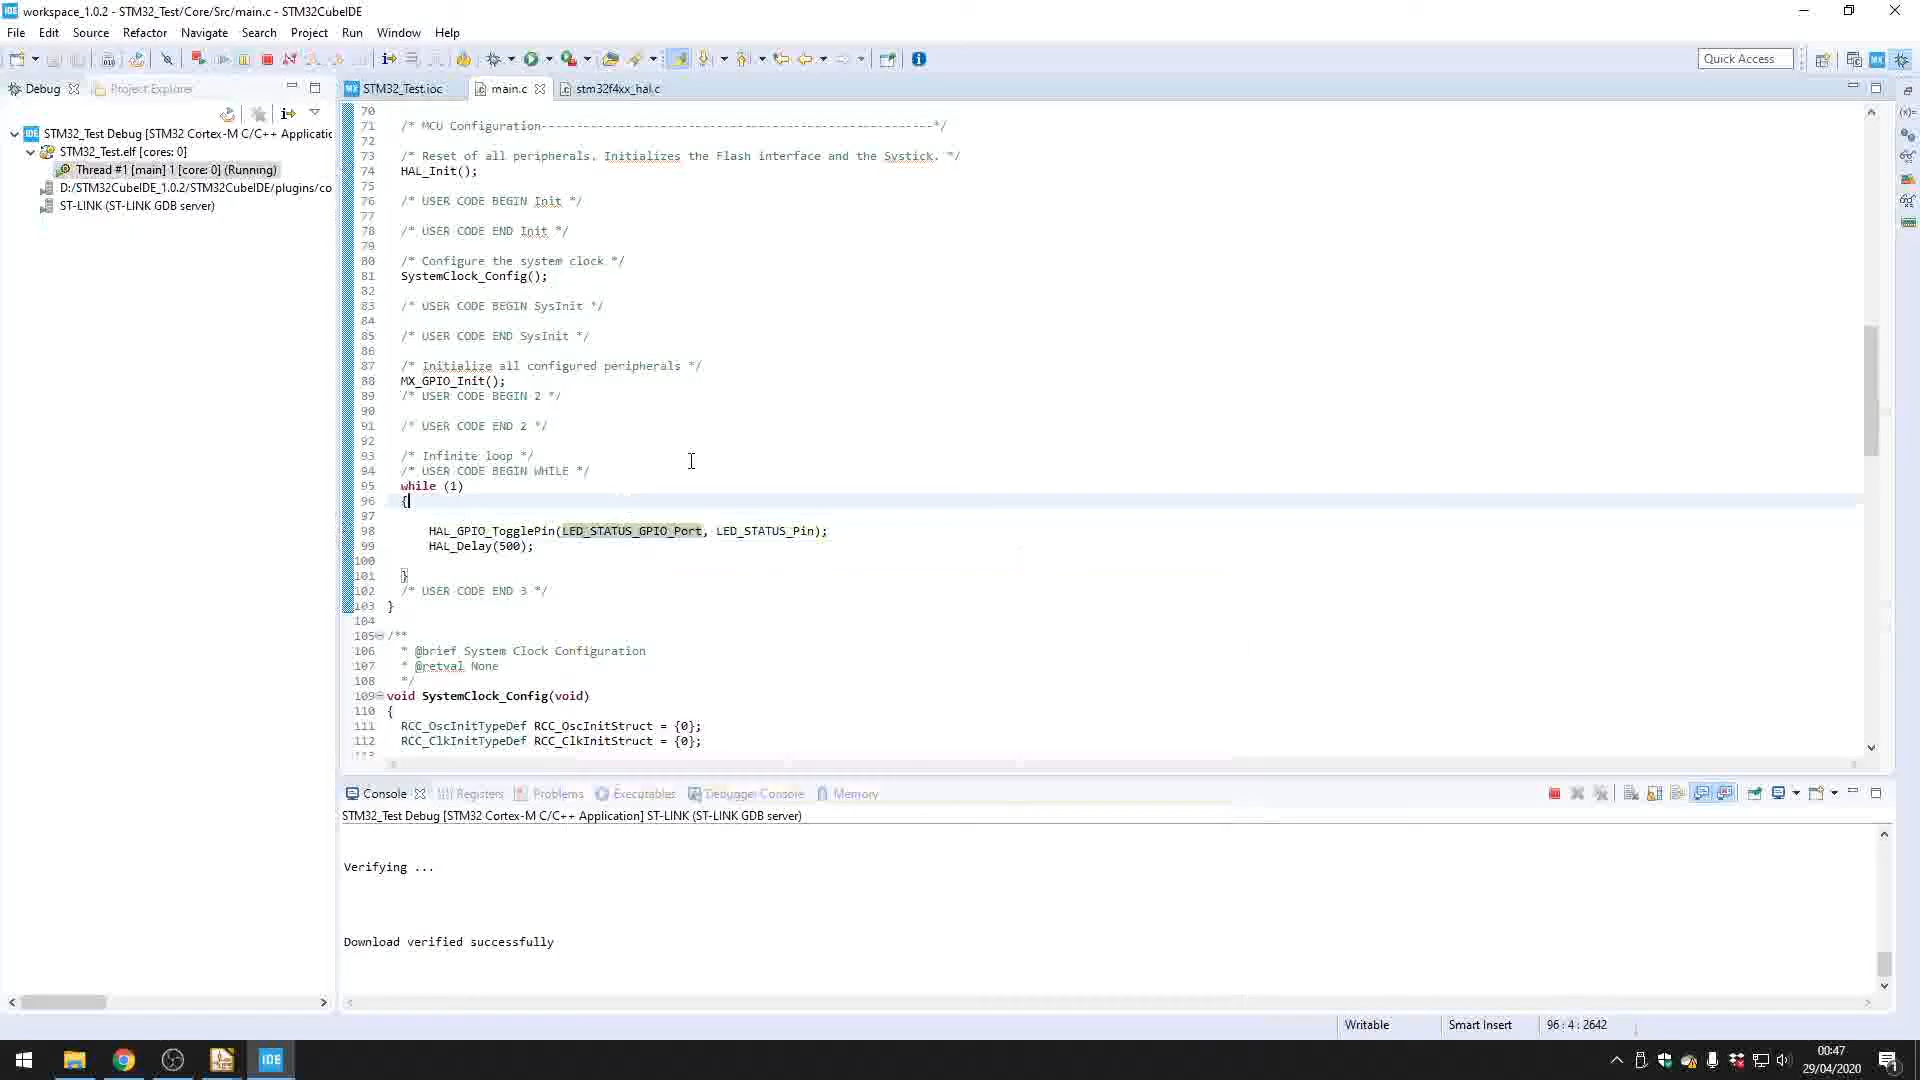 workspace_1.0.2 - STM32_Test/Core/Src/main.c - STM32CubeIDE
File Edit Source Refactor Navigate Search Project Run Window Help
Quick Access
Debug Project Explorer
STM32_Test.ioc main.c stm32f4xx_hal.c
STM32_Test Debug [STM32 Cortex-M C/C++ Applicatic
STM32_Test.elf [cores: 0]
Thread #1 [main] 1 [core: 0] (Running)
D:/STM32CubeIDE_1.0.2/STM32CubeIDE/plugins/co
ST-LINK (ST-LINK GDB server)
70
71 /* MCU Configuration--------------------------------------------------------*/
72
73 /* Reset of all peripherals, Initializes the Flash interface and the Systick. */
74 HAL_Init();
75
76 /* USER CODE BEGIN Init */
77
78 /* USER CODE END Init */
79
80 /* Configure the system clock */
81 SystemClock_Config();
82
83 /* USER CODE BEGIN SysInit */
84
85 /* USER CODE END SysInit */
86
87 /* Initialize all configured peripherals */
88 MX_GPIO_Init();
89 /* USER CODE BEGIN 2 */
90
91 /* USER CODE END 2 */
92
93 /* Infinite loop */
94 /* USER CODE BEGIN WHILE */
95 while (1)
96 {
97
98 HAL_GPIO_TogglePin(LED_STATUS_GPIO_Port, LED_STATUS_Pin);
99 HAL_Delay(500);
100
101 }
102 /* USER CODE END 3 */
103 }
104
105 /**
106 * @brief System Clock Configuration
107 * @retval None
108 */
109 void SystemClock_Config(void)
110 {
111 RCC_OscInitTypeDef RCC_OscInitStruct = {0};
112 RCC_ClkInitTypeDef RCC_ClkInitStruct = {0};
Console Registers Problems Executables Debugger Console Memory
STM32_Test Debug [STM32 Cortex-M C/C++ Application] ST-LINK (ST-LINK GDB server)
Verifying ...
Download verified successfully
Writable Smart Insert 96 : 4 : 2642
IDE
00:47
29/04/2020